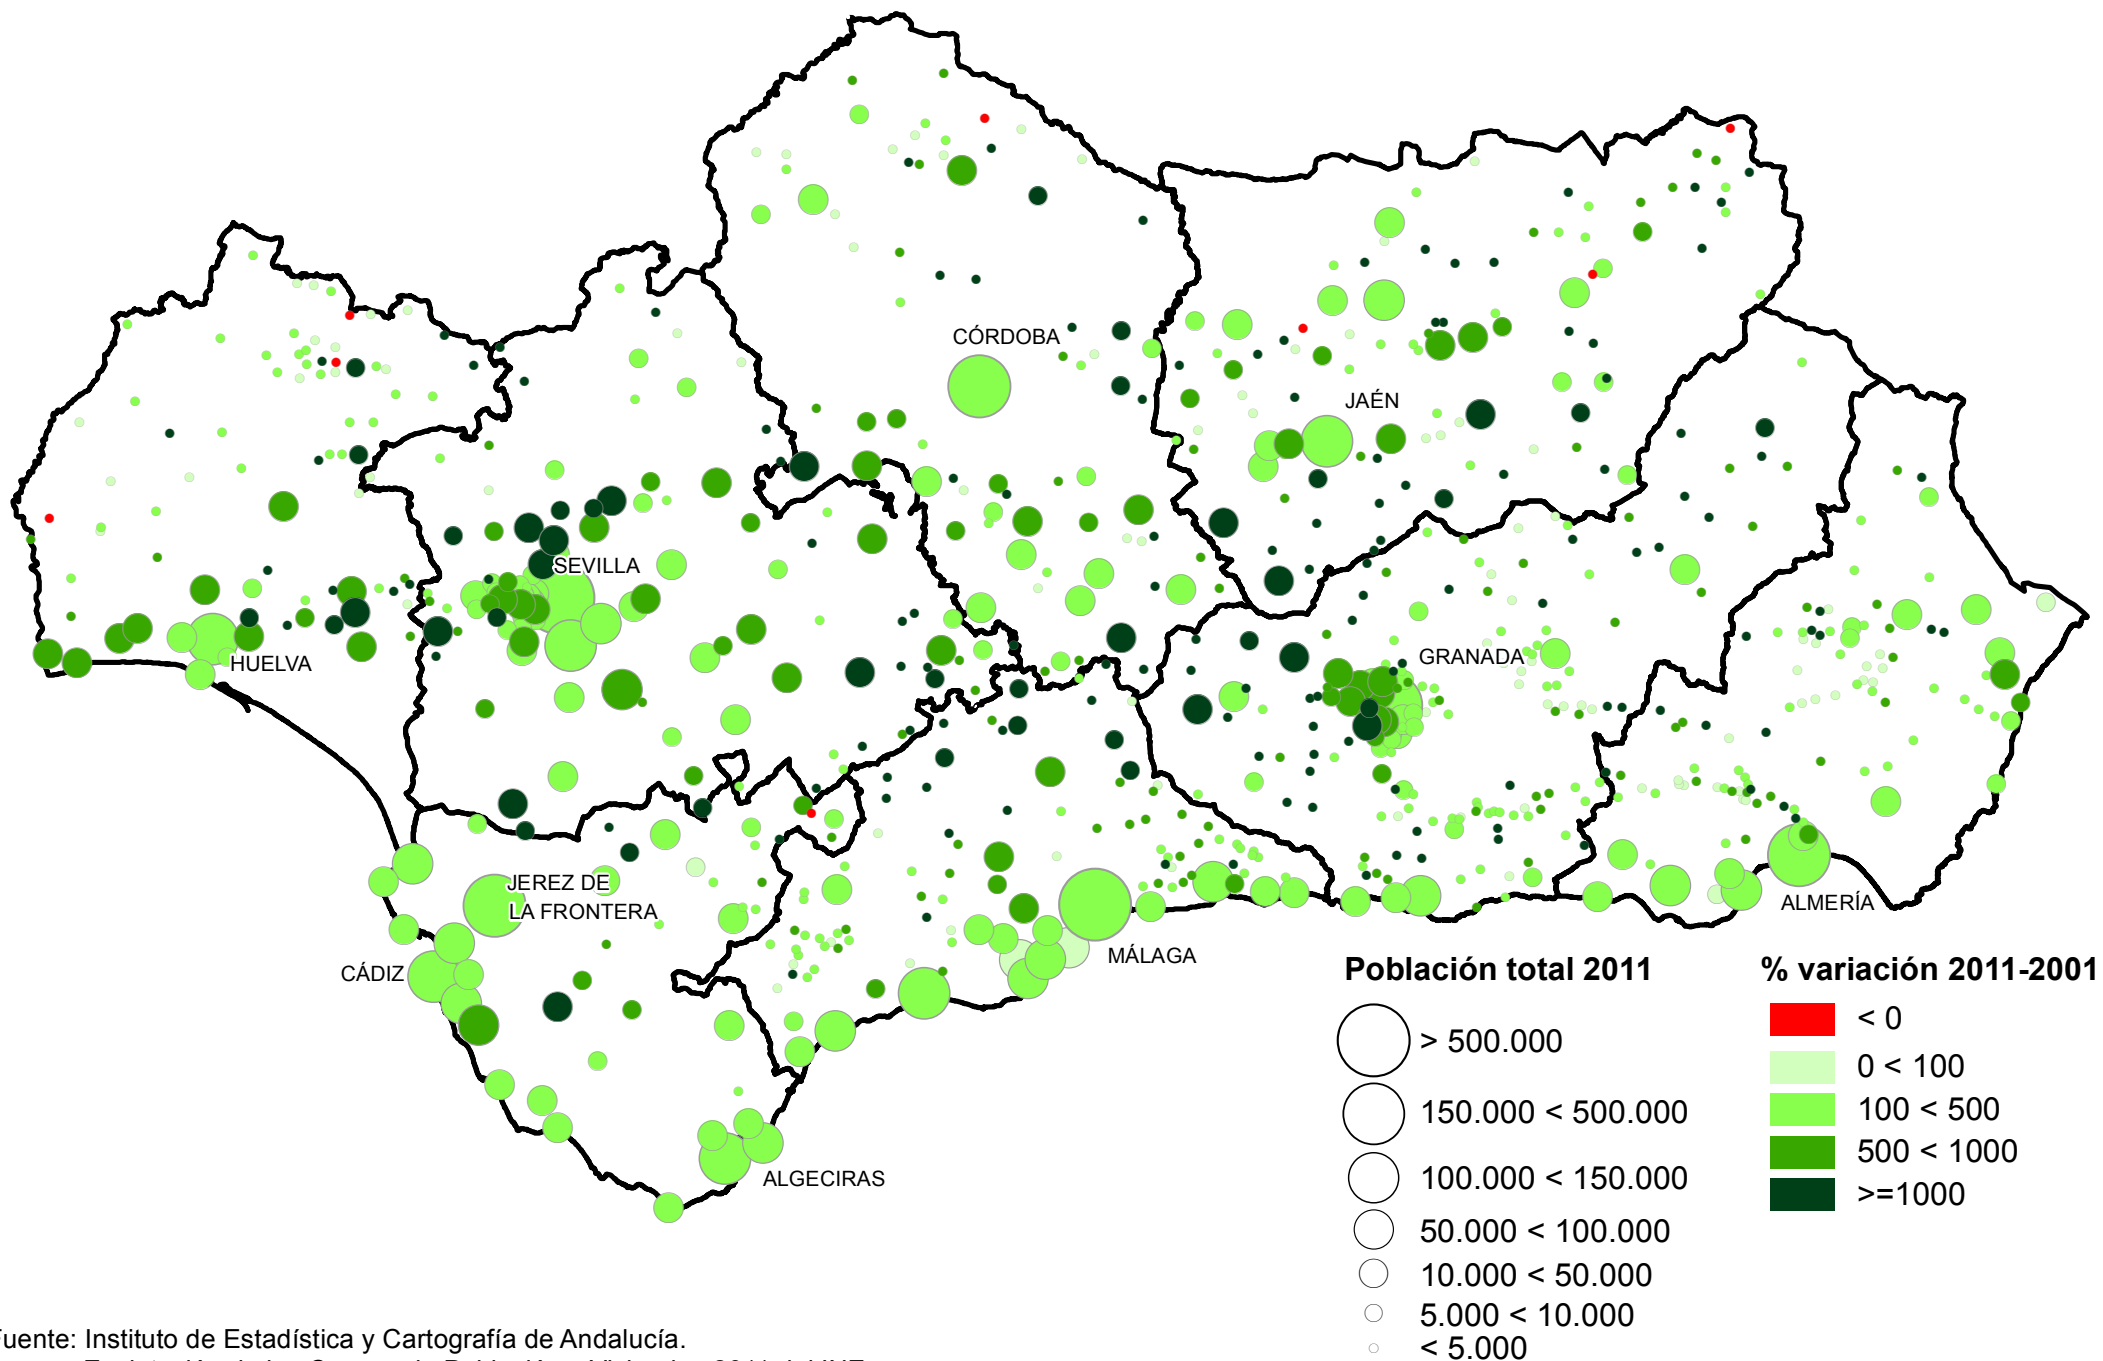 CÓRDOBA
JAÉN
SEVILLA
HUELVA
GRANADA
JEREZ DE
LA FRONTERA
CÁDIZ
MÁLAGA
ALMERÍA
ALGECIRAS
Población total 2011
> 500.000
150.000 < 500.000
100.000 < 150.000
50.000 < 100.000
10.000 < 50.000
5.000 < 10.000
< 5.000
% variación 2011-2001
< 0
0 < 100
100 < 500
500 < 1000
>=1000
Fuente: Instituto de Estadística y Cartografía de Andalucía.